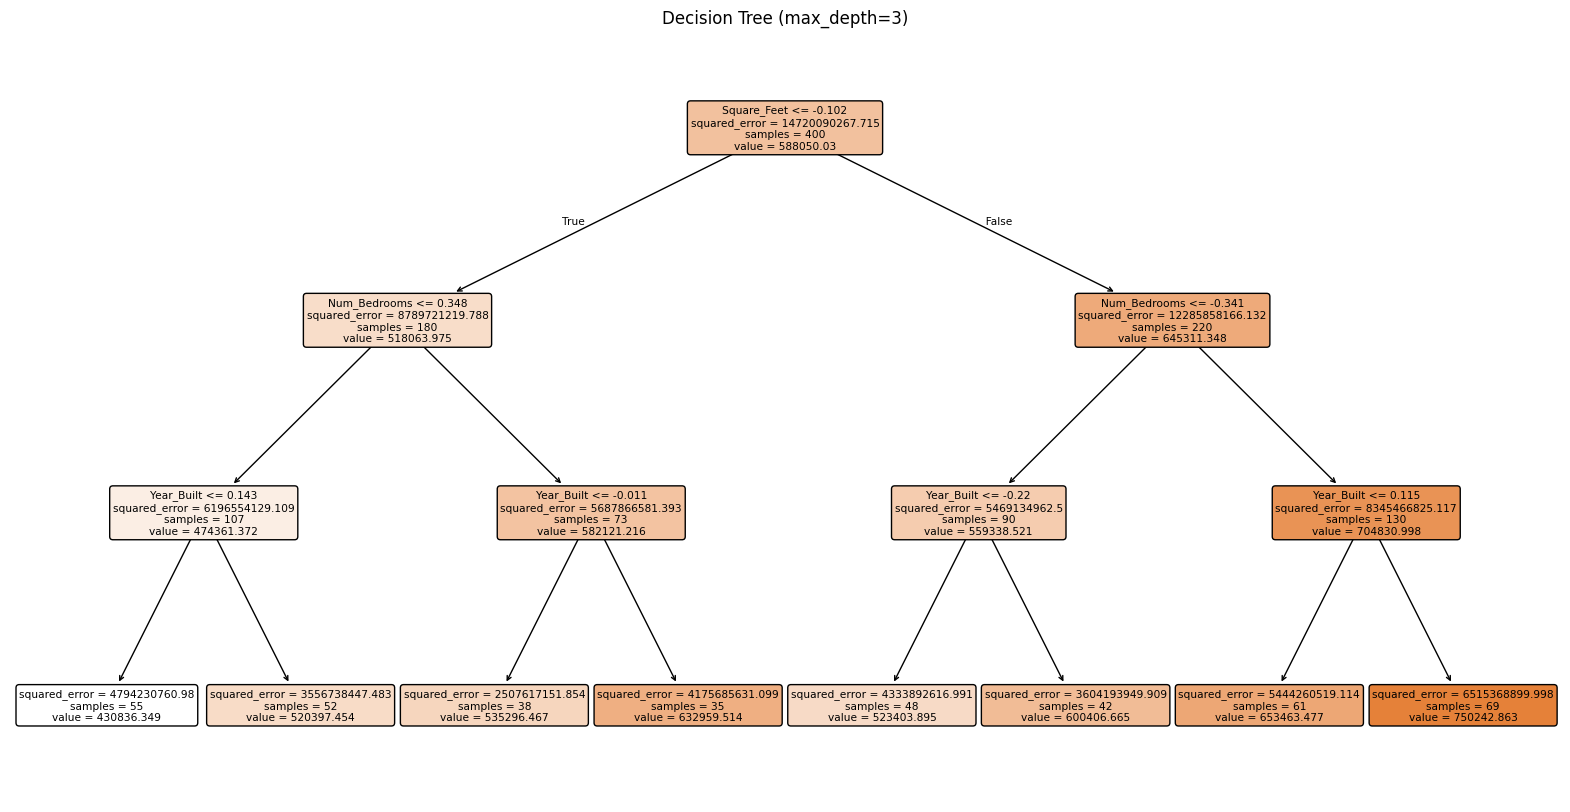 Decision Tree (max_depth=3)
Square_Feet <= -0.102
squared_error = 14720090267.715
samples = 400
value = 588050.03
True
False
Num_Bedrooms <= 0.348
squared_error = 8789721219.788
samples = 180
value = 518063.975
Num_Bedrooms <= -0.341
squared_error = 12285858166.132
samples = 220
value = 645311.348
Year_Built <= 0.143
squared_error = 6196554129.109
samples = 107
value = 474361.372
Year_Built <= -0.011
squared_error = 5687866581.393
samples = 73
value = 582121.216
Year_Built <= -0.22
squared_error = 5469134962.5
samples = 90
value = 559338.521
Year_Built <= 0.115
squared_error = 8345466825.117
samples = 130
value = 704830.998
squared_error = 4794230760.98
samples = 55
value = 430836.349
squared_error = 3556738447.483
samples = 52
value = 520397.454
squared_error = 2507617151.854
samples = 38
value = 535296.467
squared_error = 4175685631.099
samples = 35
value = 632959.514
squared_error = 4333892616.991
samples = 48
value = 523403.895
squared_error = 3604193949.909
samples = 42
value = 600406.665
squared_error = 5444260519.114
samples = 61
value = 653463.477
squared_error = 6515368899.998
samples = 69
value = 750242.863